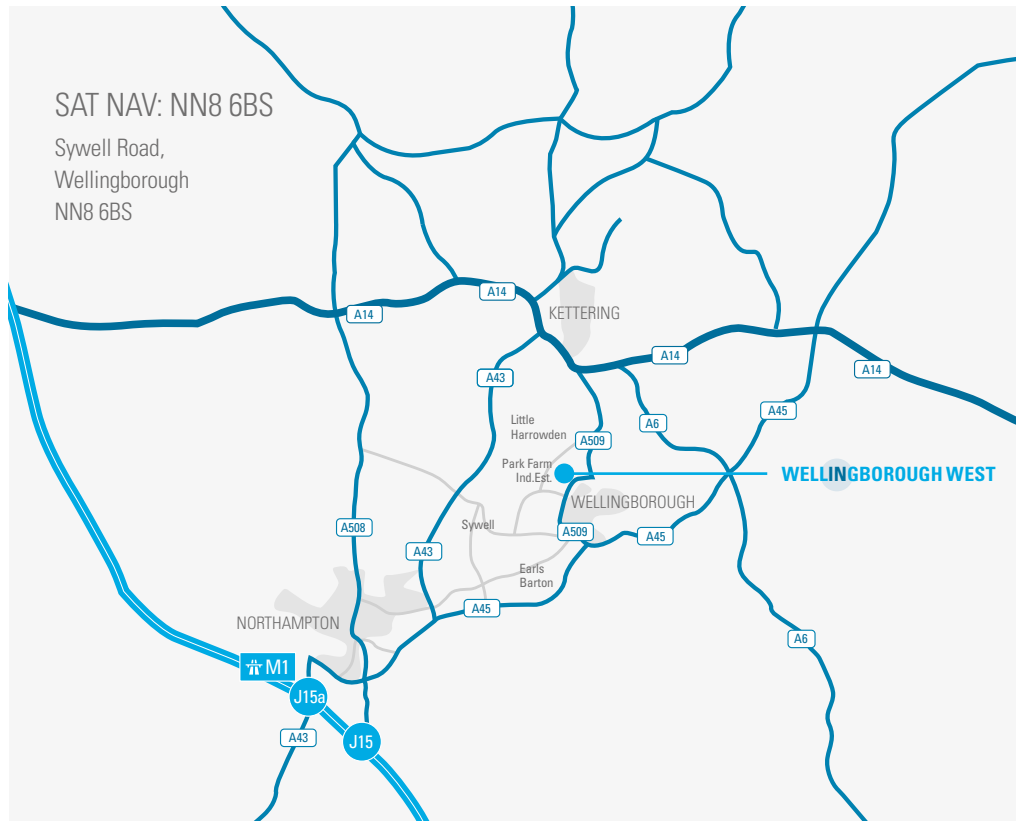 SAT NAV: NN8 6BS
Sywell Road,
Wellingborough
NN8 6BS
A14
A14
KETTERING
A14
A14
A43
A45
Little
Harrowden
A6
A509
Park Farm
Ind.Est.
WELLINGBOROUGH WEST
WELLINGBOROUGH
A508
Sywell
A509
A45
A43
Earls
Barton
A45
NORTHAMPTON
A6
M1
J15a
A43
J15